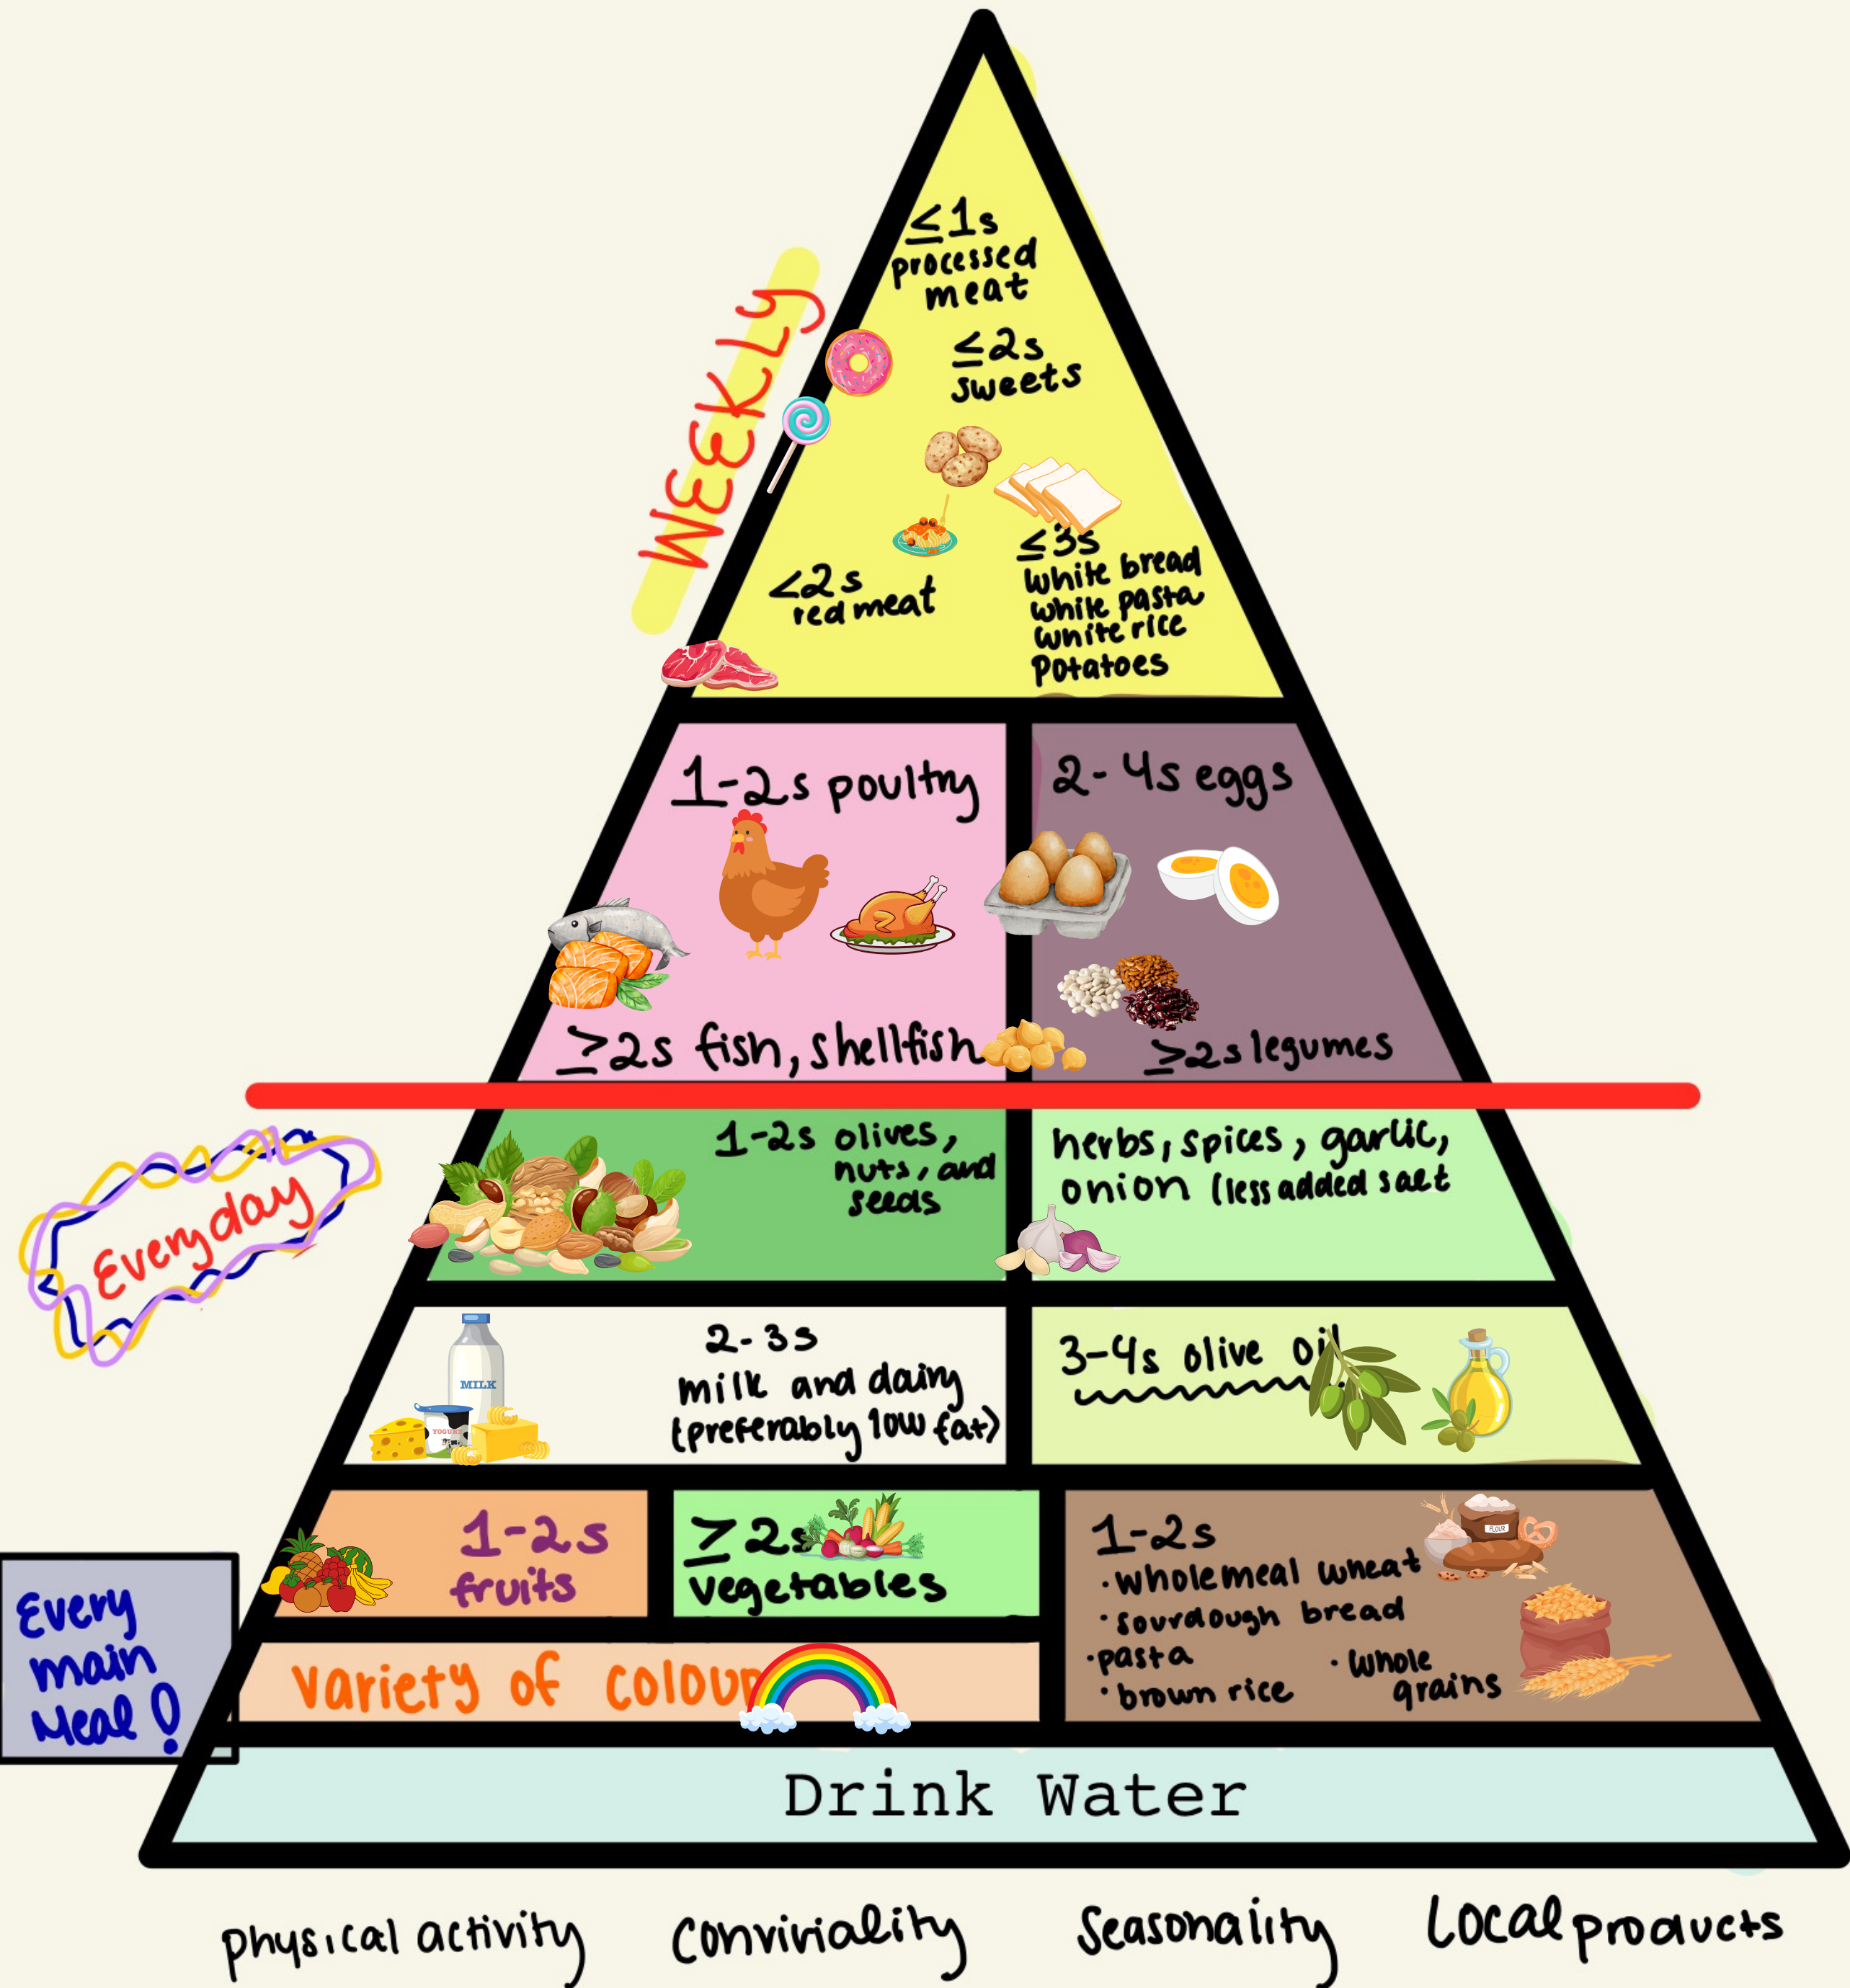 ≤1s
processed
meat
≤2s
sweets
WEEKLY
<2s
red meat
≤3s
white bread
white pasta
white rice
potatoes
1-2s poultry
2-4s eggs
≥2s fish, shellfish
≥2s legumes
Everyday
1-2s olives,
nuts, and
seeds
herbs, spices, garlic,
onion (less added salt
MILK
YOGURT
2-3s
milk and dairy
(preferably low fat)
3-4s olive oil
1-2s
fruits
≥2s
vegetables
1-2s
·wholemeal wheat
·sourdough bread
·pasta
·brown rice
·whole
grains
FLOUR
Every
main
Meal!
variety of colour
Drink Water
physical activity
conviviality
Seasonality
Local products